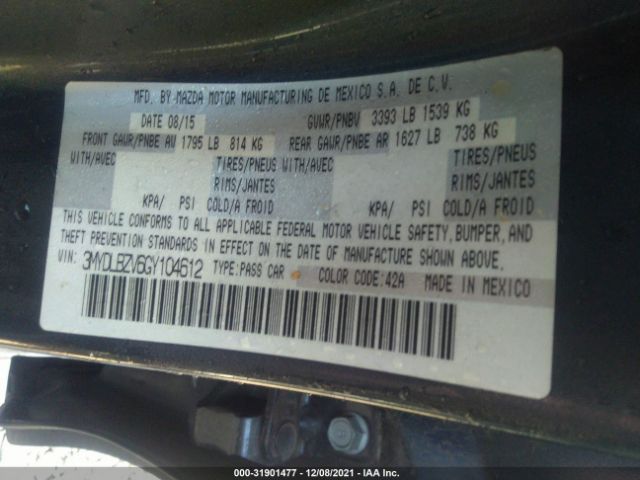 MFD. BY MAZDA MOTOR MANUFACTURING DE MEXICO S.A. DE C.V.
DATE 08/15 GVWR/PNBV 3393 LB 1539 KG
FRONT GAWR/PNBE AV 1795 LB 814 KG REAR GAWR/PNBE AR 1627 LB 738 KG
WITH/AVEC TIRES/PNEUS WITH/AVEC TIRES/PNEUS
RIMS/JANTES RIMS/JANTES
KPA/ PSI COLD/A FROID KPA/ PSI COLD/A FROID
THIS VEHICLE CONFORMS TO ALL APPLICABLE FEDERAL MOTOR VEHICLE SAFETY, BUMPER, AND
THEFT PREVENTION STANDARDS IN EFFECT ON THE DATE OF MANUFACTURE SHOWN ABOVE.
VIN: 3MYDLBZV6GY104612 TYPE:PASS CAR COLOR CODE:42A MADE IN MEXICO
000-31901477 - 12/08/2021 - IAA Inc.